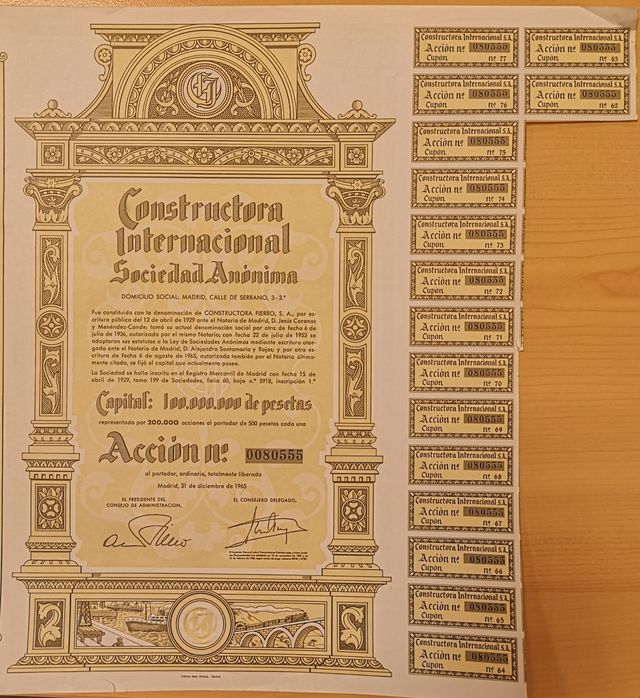 Constructora
Internacional
Sociedad Anónima
DOMICILIO SOCIAL: MADRID, CALLE DE SERRANO, 3-3.º
Fue constituida con la denominación de CONSTRUCTORA FIERRO, S. A., por es-
critura pública del 12 de abril de 1929 ante el Notario de Madrid, D. Jesús Coronas
y Menéndez-Conde; tomó su actual denominación social por otra de fecha 6 de
julio de 1936, autorizada por el mismo Notario; con fecha 22 de julio de 1953 se
adaptaron sus estatutos a la Ley de Sociedades Anónimas mediante escritura otor-
gada ante el Notario de Madrid, D. Alejandro Santamaría y Rojas; y por otra es-
critura de fecha 6 de agosto de 1965, autorizada también por el Notario última-
mente citado, se fijó el capital que actualmente posee.
La Sociedad se halla inscrita en el Registro Mercantil de Madrid con fecha 15 de
abril de 1929, tomo 199 de Sociedades, folio 60, hoja n.º 5918, inscripción 1.ª
Capital: 100.000.000 de pesetas
representado por 200.000 acciones al portador de 500 pesetas cada una
Acción n.º 0080555
al portador, ordinaria, totalmente liberada
Madrid, 31 de diciembre de 1965
EL PRESIDENTE DEL
CONSEJO DE ADMINISTRACION,
EL CONSEJERO DELEGADO,
Constructora Internacional S.A.
Acción nº 080555
Cupón nº 77
Constructora Internacional S.A.
Acción nº 080555
Cupón nº 63
Constructora Internacional S.A.
Acción nº 080555
Cupón nº 76
Constructora Internacional S.A.
Acción nº 080555
Cupón nº 62
Constructora Internacional S.A.
Acción nº 080555
Cupón nº 75
Constructora Internacional S.A.
Acción nº 080555
Cupón nº 74
Constructora Internacional S.A.
Acción nº 080555
Cupón nº 73
Constructora Internacional S.A.
Acción nº 080555
Cupón nº 72
Constructora Internacional S.A.
Acción nº 080555
Cupón nº 71
Constructora Internacional S.A.
Acción nº 080555
Cupón nº 70
Constructora Internacional S.A.
Acción nº 080555
Cupón nº 69
Constructora Internacional S.A.
Acción nº 080555
Cupón nº 68
Constructora Internacional S.A.
Acción nº 080555
Cupón nº 67
Constructora Internacional S.A.
Acción nº 080555
Cupón nº 66
Constructora Internacional S.A.
Acción nº 080555
Cupón nº 65
Constructora Internacional S.A.
Acción nº 080555
Cupón nº 64